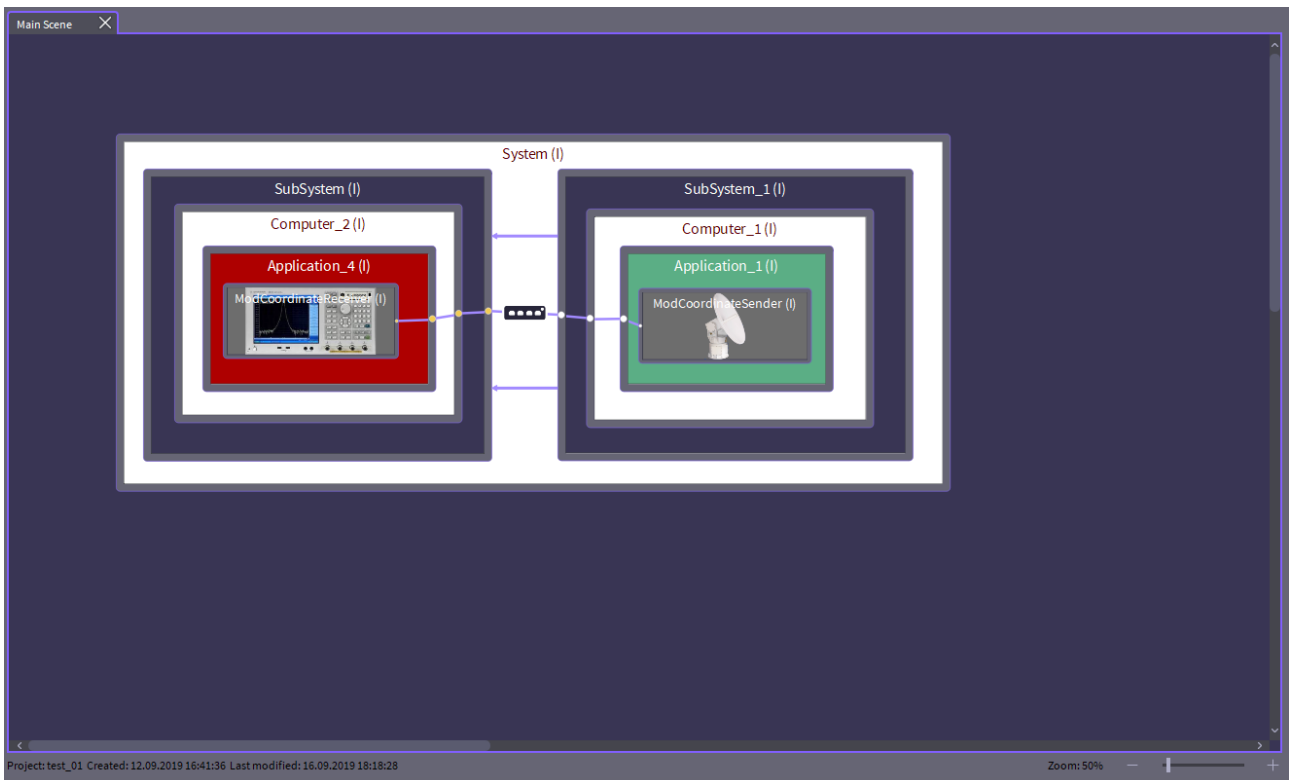 Main Scene
System (I)
SubSystem (I)
SubSystem_1 (I)
Computer_2 (I)
Computer_1 (I)
Application_4 (I)
Application_1 (I)
ModCoordinateReceiver (I)
ModCoordinateSender (I)
Project: test_01 Created: 12.09.2019 16:41:36 Last modified: 16.09.2019 18:18:28
Zoom: 50%